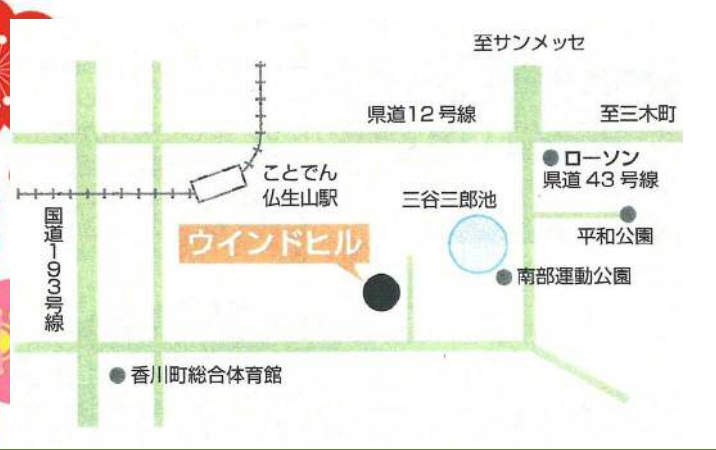 至サンメッセ
県道12号線
至三木町
ローソン
県道43号線
ことでん
仏生山駅
三谷三郎池
国道193号線
平和公園
ウインドヒル
南部運動公園
香川町総合体育館